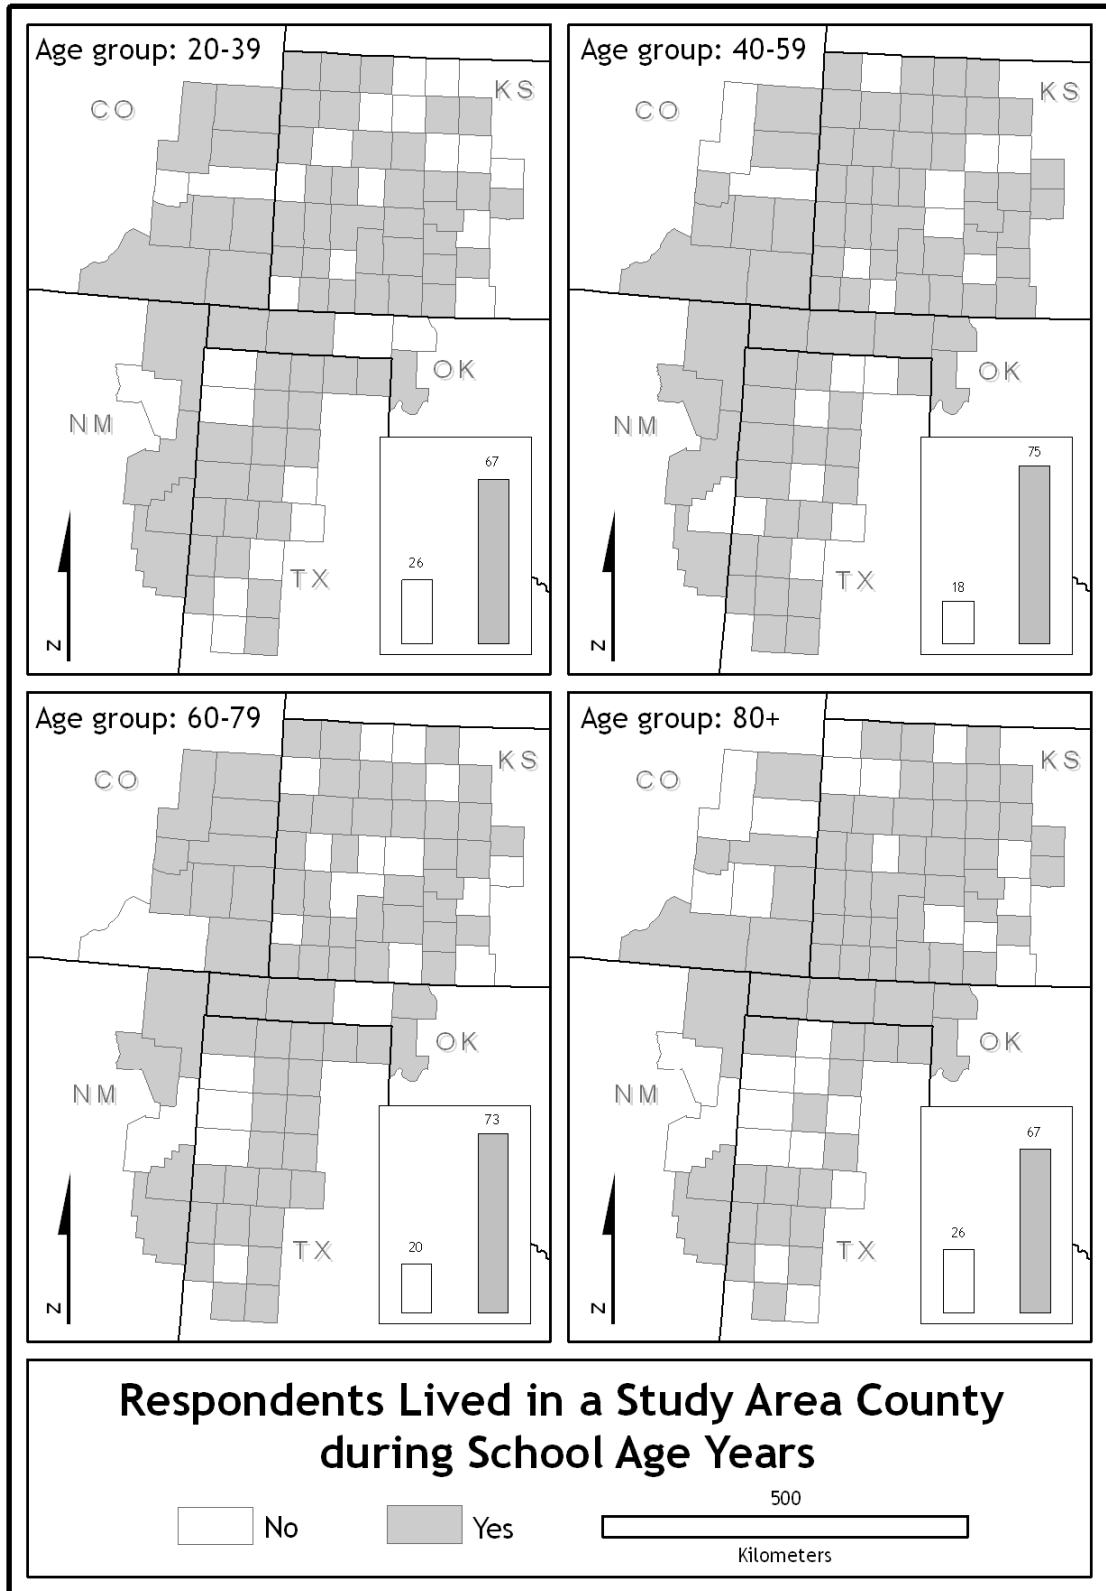 Age group: 20-39
CO
KS
NM
OK
TX
26
67
N
Age group: 40-59
CO
KS
NM
OK
TX
18
75
N
Age group: 60-79
CO
KS
NM
OK
TX
20
73
N
Age group: 80+
CO
KS
NM
OK
TX
26
67
N
Respondents Lived in a Study Area County
during School Age Years
No
Yes
500
Kilometers